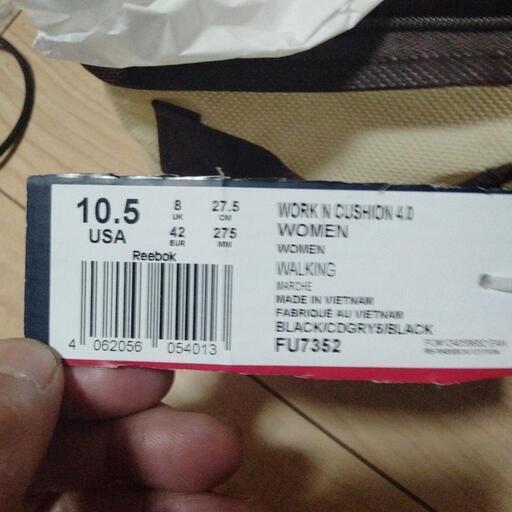 10.5
USA
8
UK
42
EUR
27.5
CM
275
MM
Reebok
4 062056 054013
WORK N CUSHION 4.0
WOMEN
WOMEN
WALKING
MARCHE
MADE IN VIETNAM
FABRIQUÉ AU VIETNAM
BLACK/CDGRY5/BLACK
FU7352